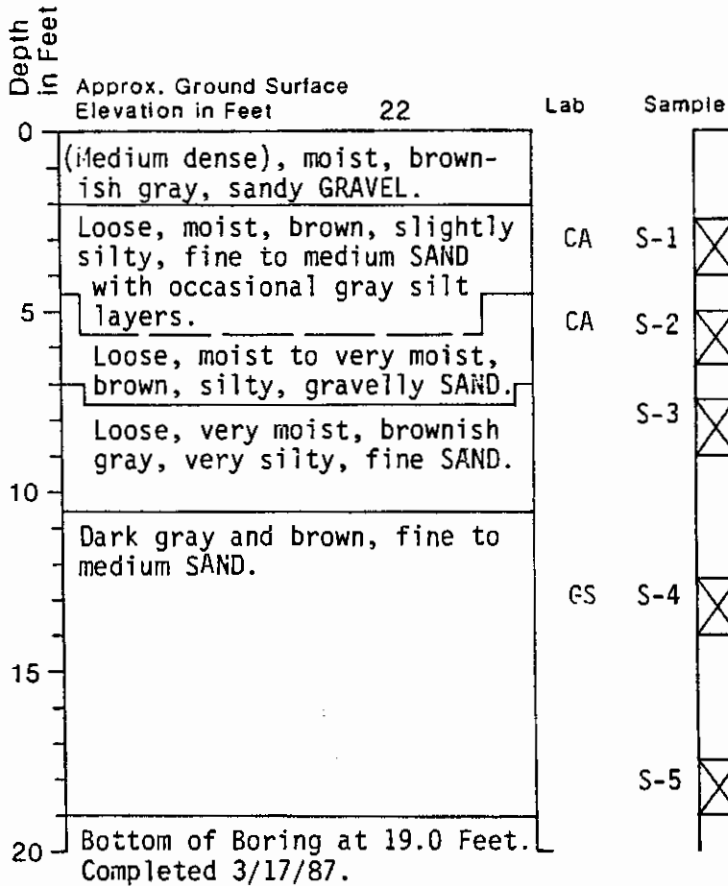 Depth
in Feet
Approx. Ground Surface
Elevation in Feet 22 Lab Sample
0
(Medium dense), moist, brown-
ish gray, sandy GRAVEL.
Loose, moist, brown, slightly
silty, fine to medium SAND
with occasional gray silt
layers.
CA S-1
5
CA S-2
Loose, moist to very moist,
brown, silty, gravelly SAND.
S-3
Loose, very moist, brownish
gray, very silty, fine SAND.
10
Dark gray and brown, fine to
medium SAND.
GS S-4
15
S-5
Bottom of Boring at 19.0 Feet.
20
Completed 3/17/87.